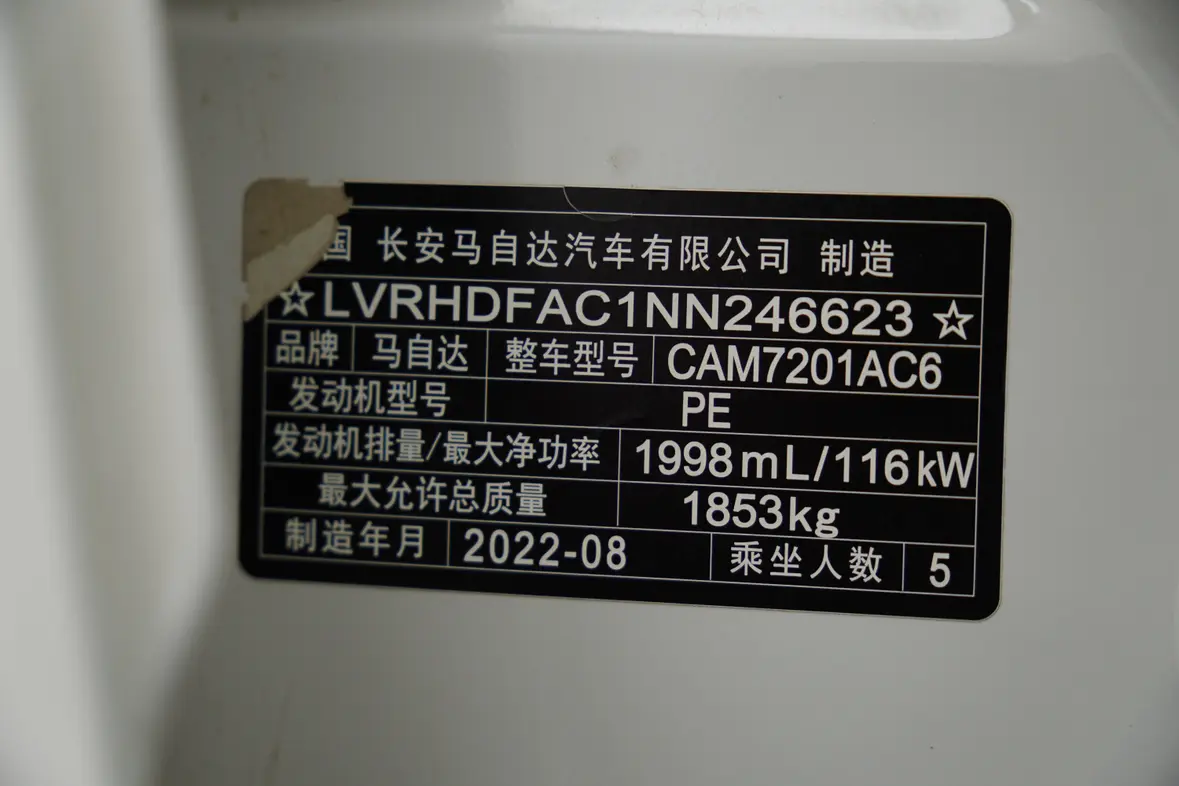 国 长安马自达汽车有限公司 制造
☆LVRHDFAC1NN246623☆
品牌 马自达 整车型号 CAM7201AC6
发动机型号 PE
发动机排量/最大净功率 1998mL/116kW
最大允许总质量 1853kg
制造年月 2022-08 乘坐人数 5